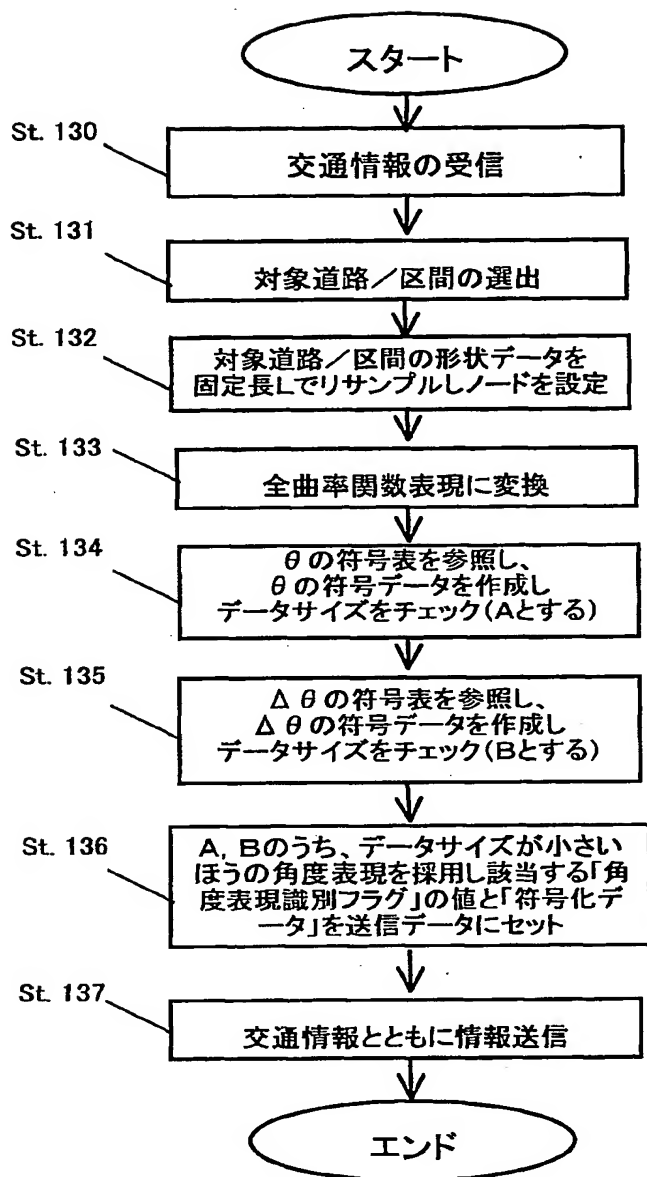 スタート
St. 130
交通情報の受信
St. 131
対象道路／区間の選出
St. 132
対象道路／区間の形状データを
固定長Lでリサンプルしノードを設定
St. 133
全曲率関数表現に変換
St. 134
θの符号表を参照し、
θの符号データを作成し
データサイズをチェック(Aとする)
St. 135
Δθの符号表を参照し、
Δθの符号データを作成し
データサイズをチェック(Bとする)
St. 136
A, Bのうち、データサイズが小さい
ほうの角度表現を採用し該当する「角
度表現識別フラグ」の値と「符号化デ
ータ」を送信データにセット
St. 137
交通情報とともに情報送信
エンド